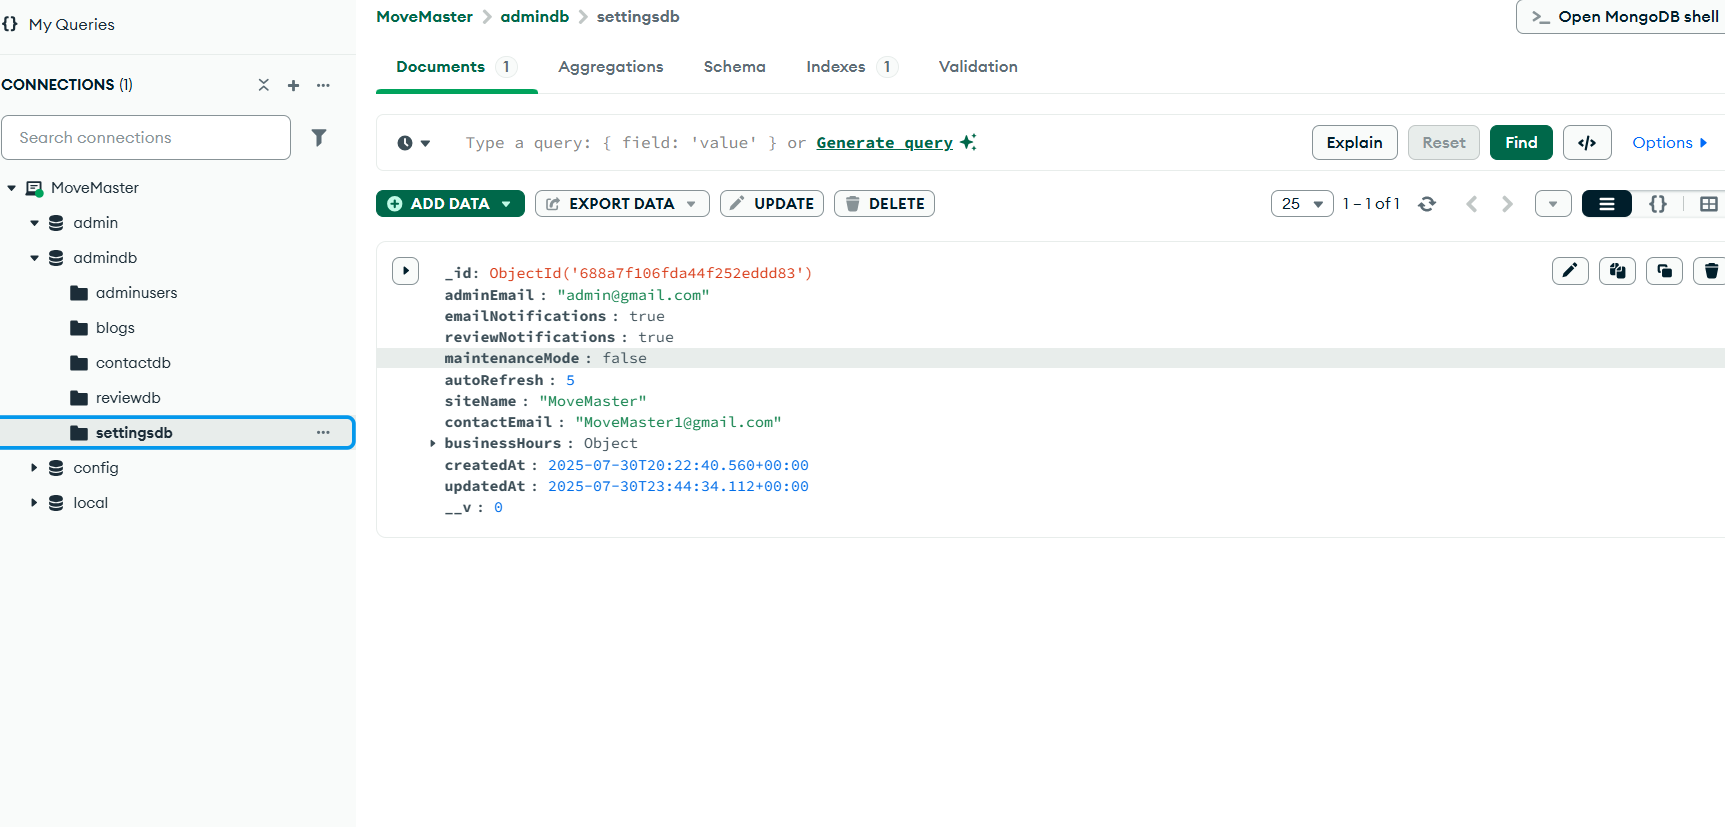 My Queries
CONNECTIONS (1)
Search connections
MoveMaster
admin
admindb
adminusers
blogs
contactdb
reviewdb
settingsdb
config
local
MoveMaster > admindb > settingsdb
>_ Open MongoDB shell
Documents 1 Aggregations Schema Indexes 1 Validation
Type a query: { field: 'value' } or Generate query
Explain Reset Find </> Options
ADD DATA EXPORT DATA UPDATE DELETE
25 1 – 1 of 1 {}
_id: ObjectId('688a7f106fda44f252eddd83')
adminEmail : "admin@gmail.com"
emailNotifications : true
reviewNotifications : true
maintenanceMode : false
autoRefresh : 5
siteName : "MoveMaster"
contactEmail : "MoveMaster1@gmail.com"
businessHours : Object
createdAt : 2025-07-30T20:22:40.560+00:00
updatedAt : 2025-07-30T23:44:34.112+00:00
__v : 0